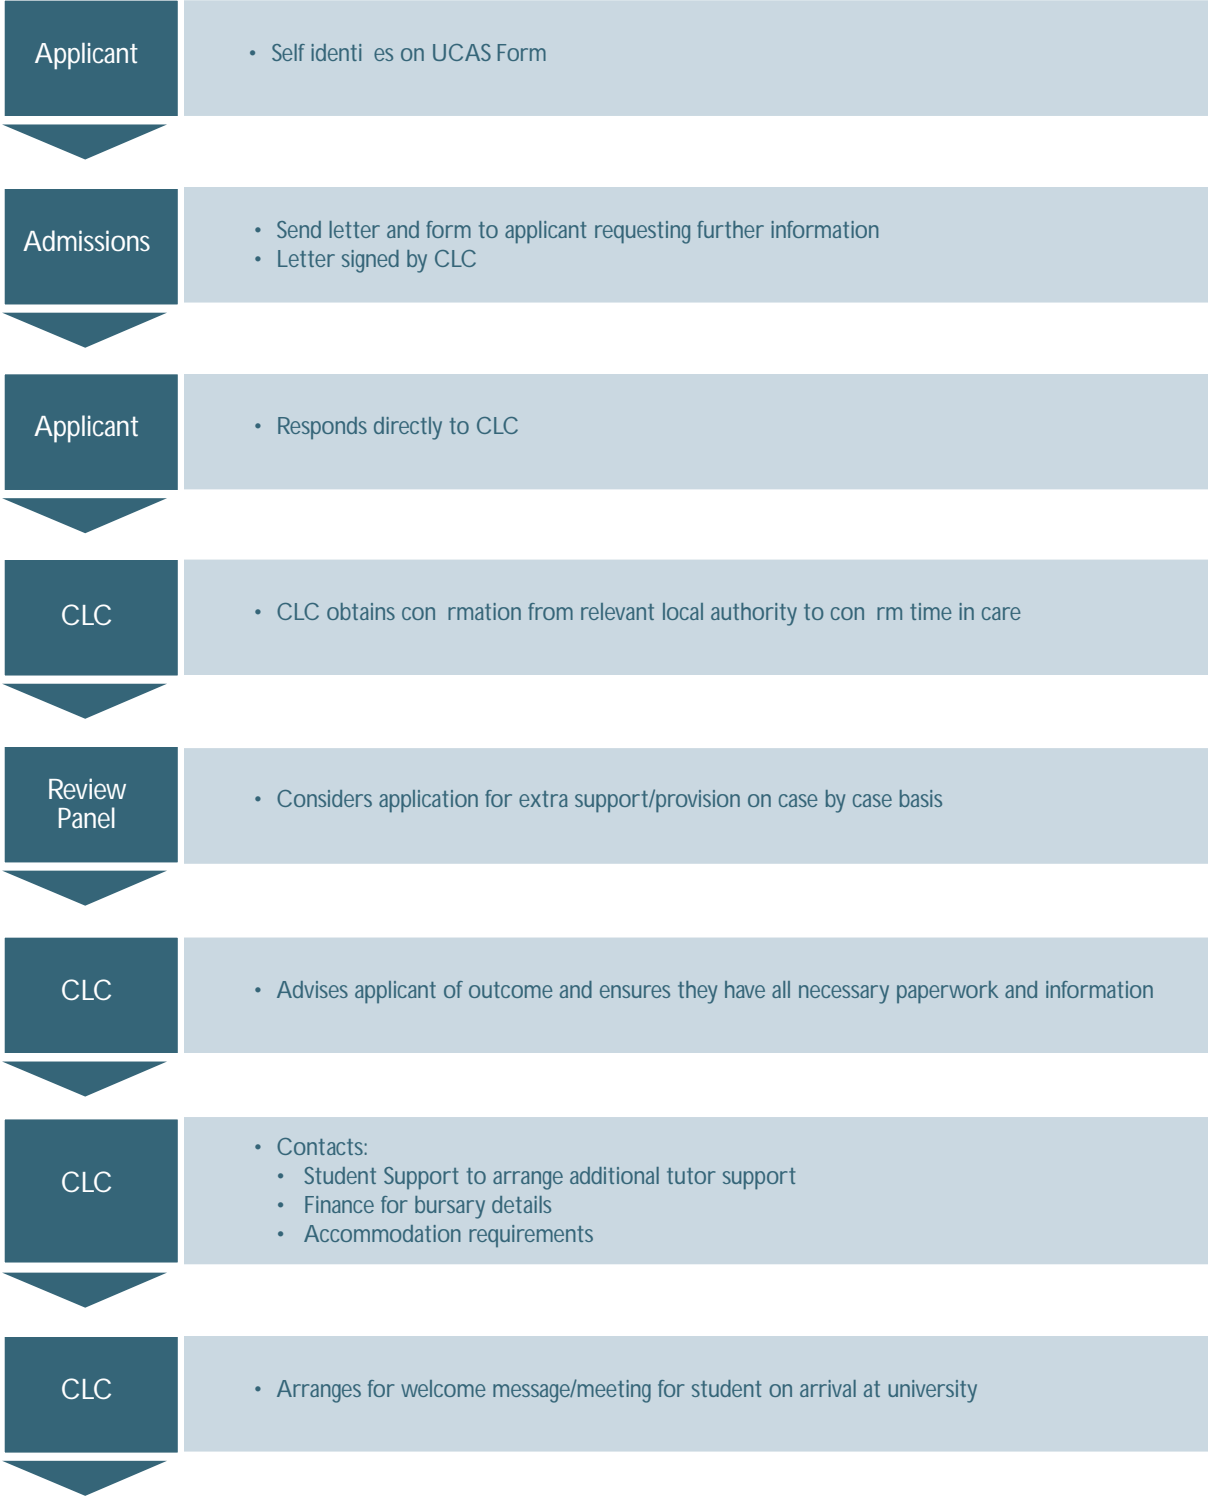 Applicant
• Self identi es on UCAS Form
Admissions
• Send letter and form to applicant requesting further information
• Letter signed by CLC
Applicant
• Responds directly to CLC
CLC
• CLC obtains con rmation from relevant local authority to con rm time in care
Review
Panel
• Considers application for extra support/provision on case by case basis
CLC
• Advises applicant of outcome and ensures they have all necessary paperwork and information
CLC
• Contacts:
• Student Support to arrange additional tutor support
• Finance for bursary details
• Accommodation requirements
CLC
• Arranges for welcome message/meeting for student on arrival at university